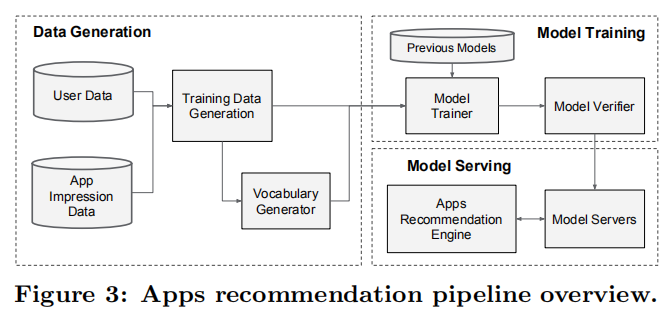 Data Generation
User Data
App
Impression
Data
Training Data
Generation
Vocabulary
Generator
Previous Models
Model Training
Model
Trainer
Model Verifier
Model Serving
Apps
Recommendation
Engine
Model Servers
Figure 3: Apps recommendation pipeline overview.